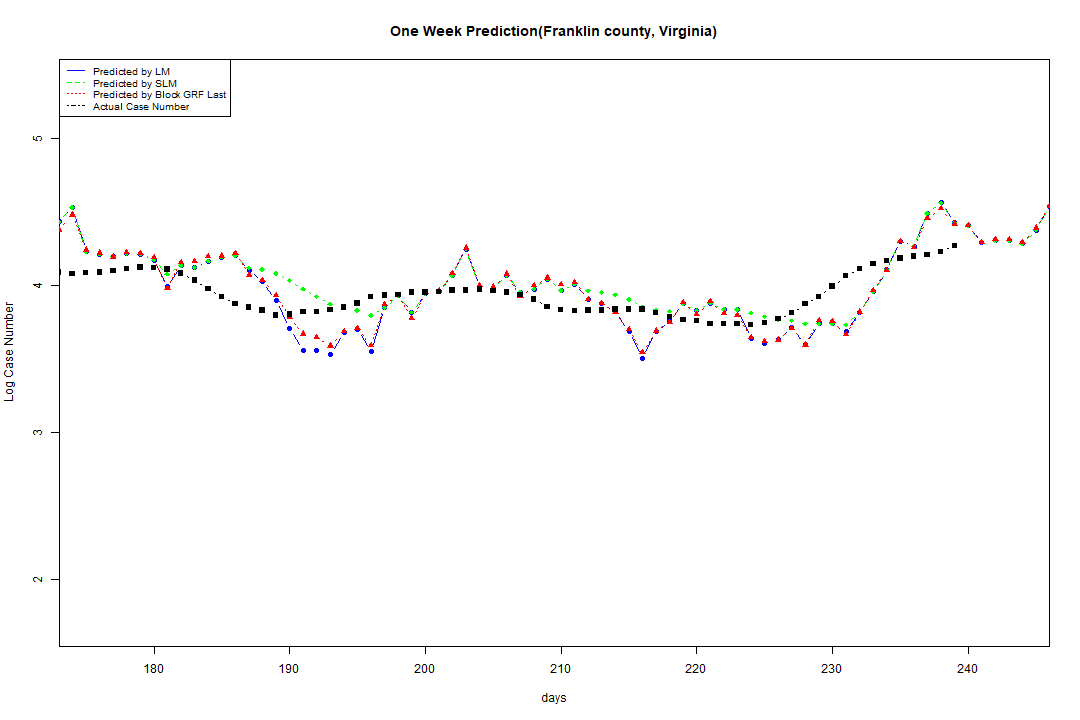 One Week Prediction(Franklin county, Virginia)
Predicted by LM
Predicted by SLM
Predicted by Block GRF Last
Actual Case Number
5
4
3
2
Log Case Number
180 190 200 210 220 230 240
days